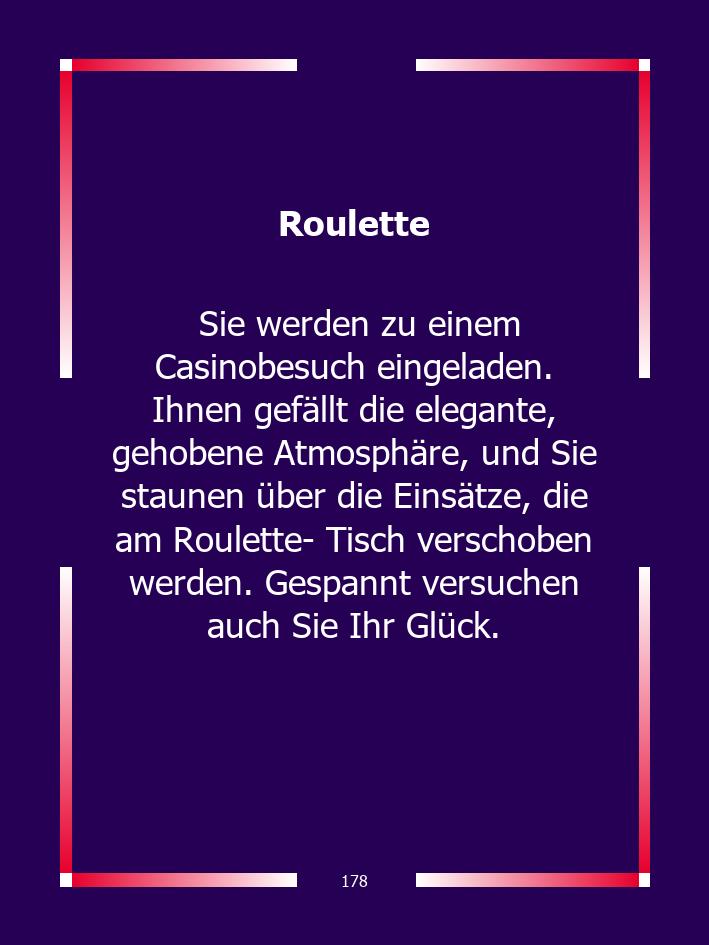 Roulette
Sie werden zu einem
Casinobesuch eingeladen.
Ihnen gefällt die elegante,
gehobene Atmosphäre, und Sie
staunen über die Einsätze, die
am Roulette- Tisch verschoben
werden. Gespannt versuchen
auch Sie Ihr Glück.
178